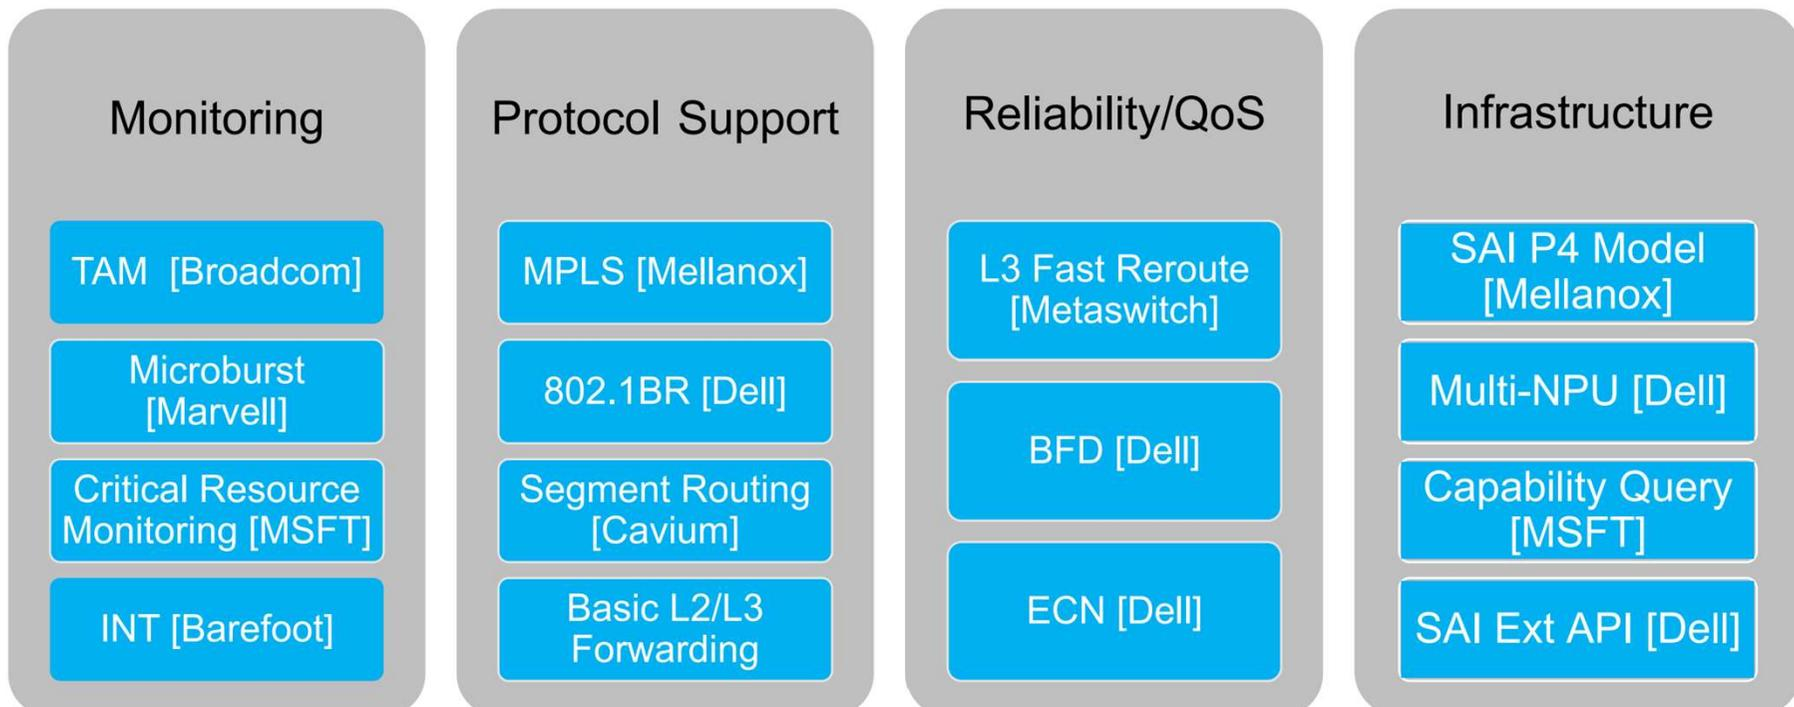 Monitoring
TAM [Broadcom]
Microburst
[Marvell]
Critical Resource
Monitoring [MSFT]
INT [Barefoot]
Protocol Support
MPLS [Mellanox]
802.1BR [Dell]
Segment Routing
[Cavium]
Basic L2/L3
Forwarding
Reliability/QoS
L3 Fast Reroute
[Metaswitch]
BFD [Dell]
ECN [Dell]
Infrastructure
SAI P4 Model
[Mellanox]
Multi-NPU [Dell]
Capability Query
[MSFT]
SAI Ext API [Dell]